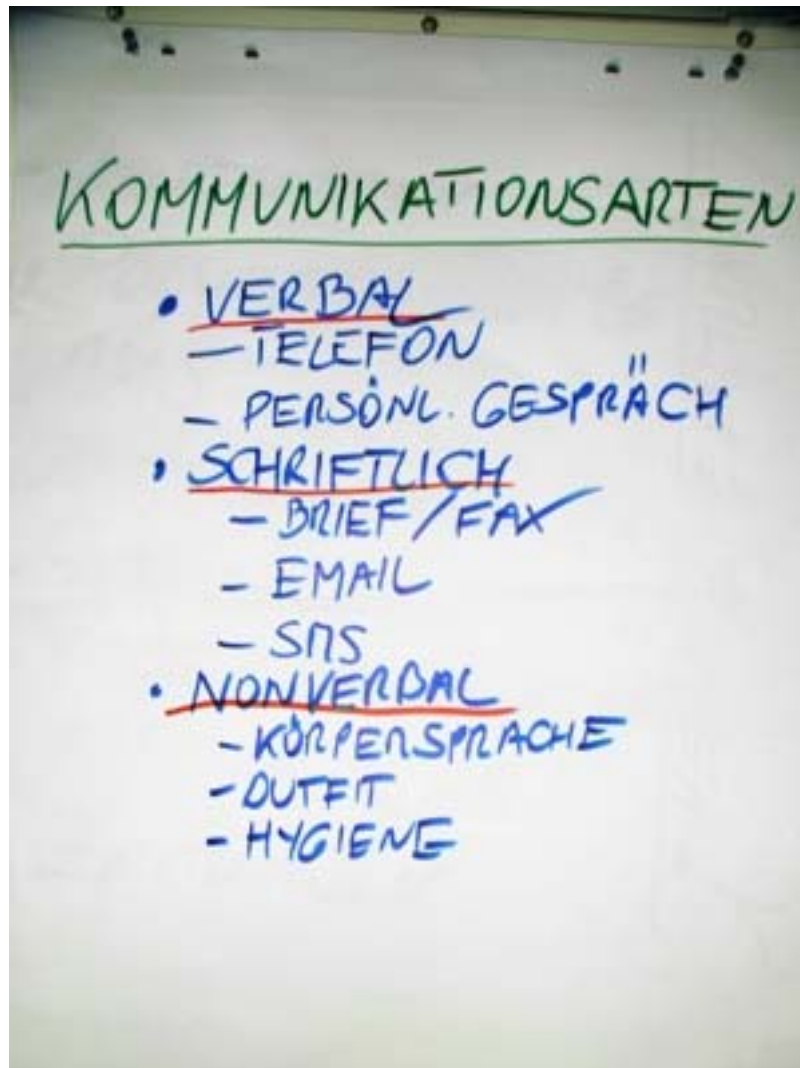 KOMMUNIKATIONSARTEN
• VERBAL
– TELEFON
– PERSÖNL. GESPRÄCH
• SCHRIFTLICH
– BRIEF / FAX
– EMAIL
– SMS
• NONVERBAL
– KÖRPERSPRACHE
– OUTFIT
– HYGIENE